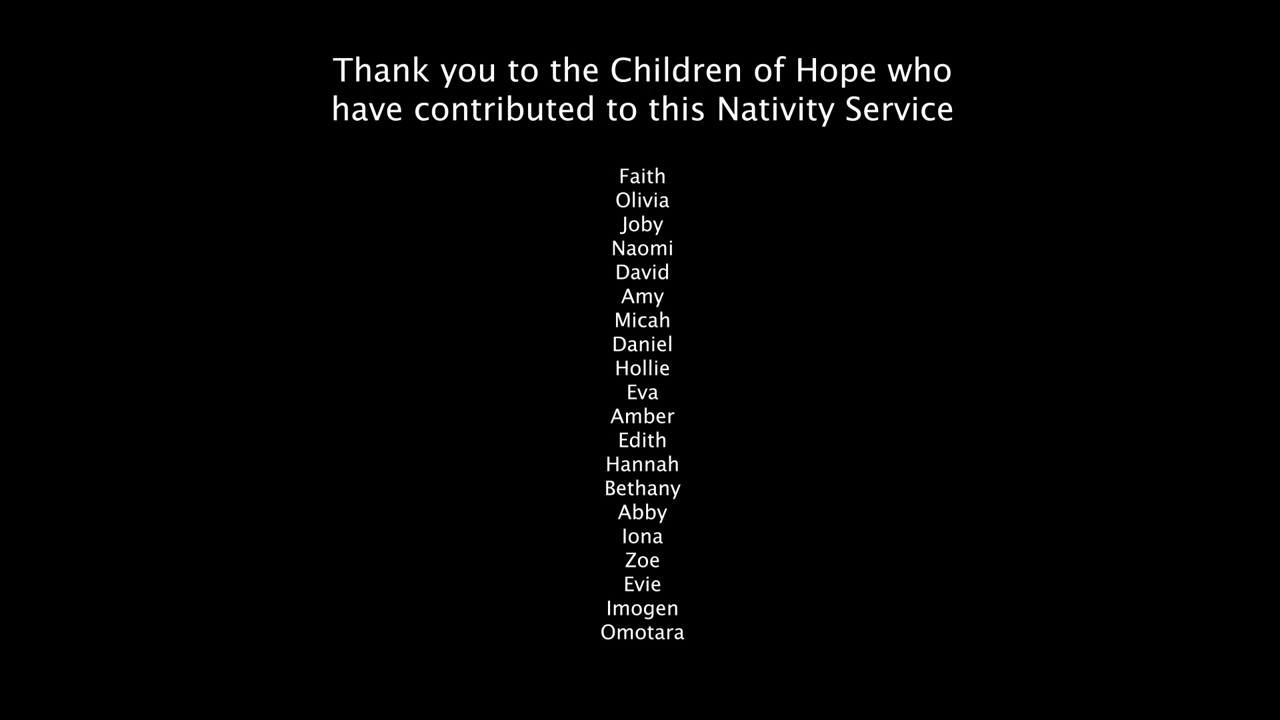 Thank you to the Children of Hope who
have contributed to this Nativity Service
Faith
Olivia
Joby
Naomi
David
Amy
Micah
Daniel
Hollie
Eva
Amber
Edith
Hannah
Bethany
Abby
Iona
Zoe
Evie
Imogen
Omotara